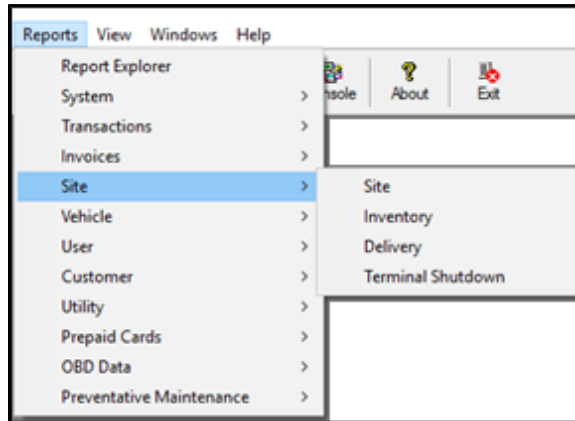 Reports View Windows Help
Report Explorer
nsole About Exit
System
Transactions
Invoices
Site
Site
Vehicle
Inventory
User
Delivery
Customer
Terminal Shutdown
Utility
Prepaid Cards
OBD Data
Preventative Maintenance